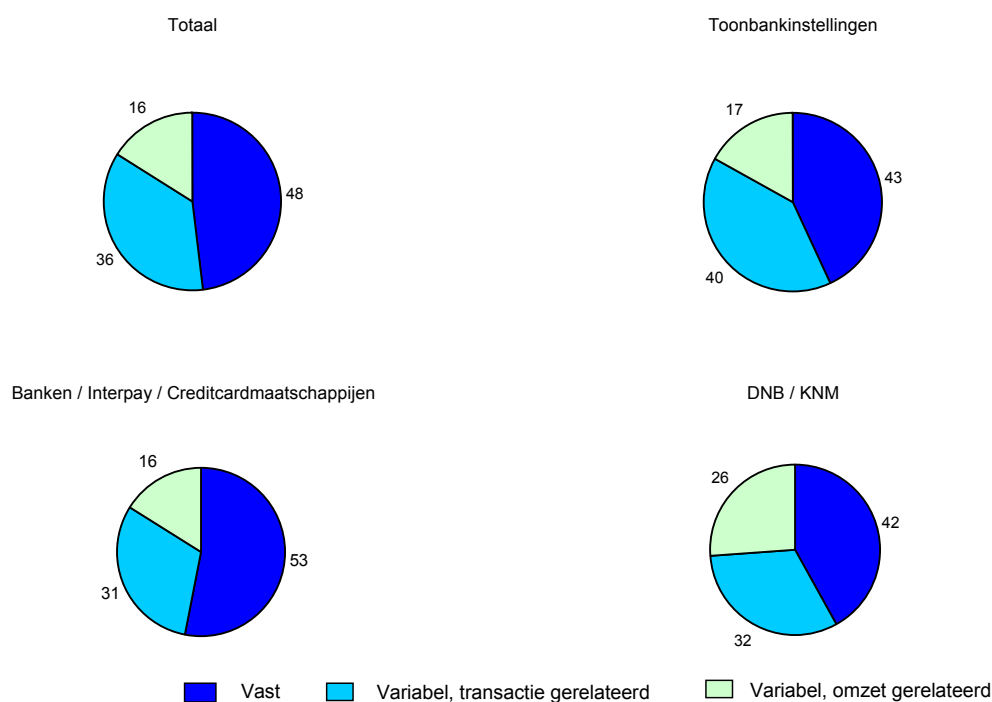 Totaal
Toonbankinstellingen
16
48
36
17
43
40
Banken / Interpay / Creditcardmaatschappijen
DNB / KNM
16
53
31
26
42
32
Vast
Variabel, transactie gerelateerd
Variabel, omzet gerelateerd